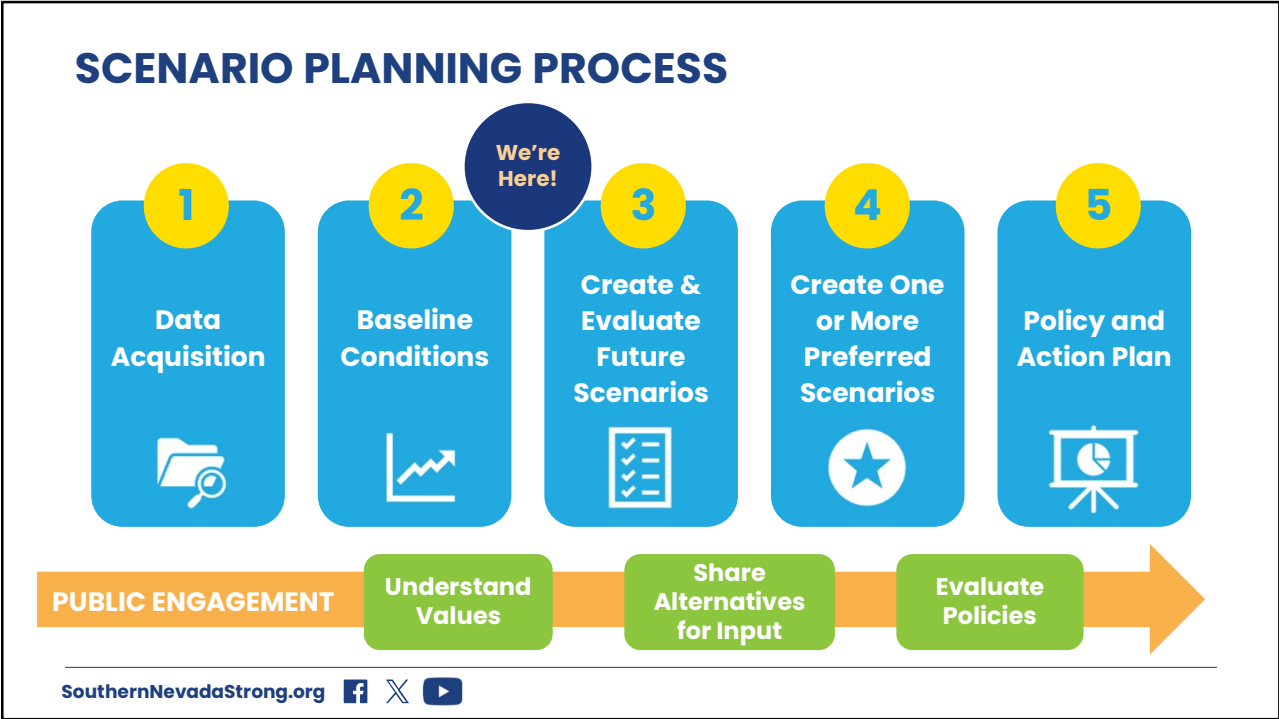 SCENARIO PLANNING PROCESS
We’re
Here!
1
Data
Acquisition
2
Baseline
Conditions
3
Create &
Evaluate
Future
Scenarios
4
Create One
or More
Preferred
Scenarios
5
Policy and
Action Plan
PUBLIC ENGAGEMENT
Understand
Values
Share
Alternatives
for Input
Evaluate
Policies
SouthernNevadaStrong.org